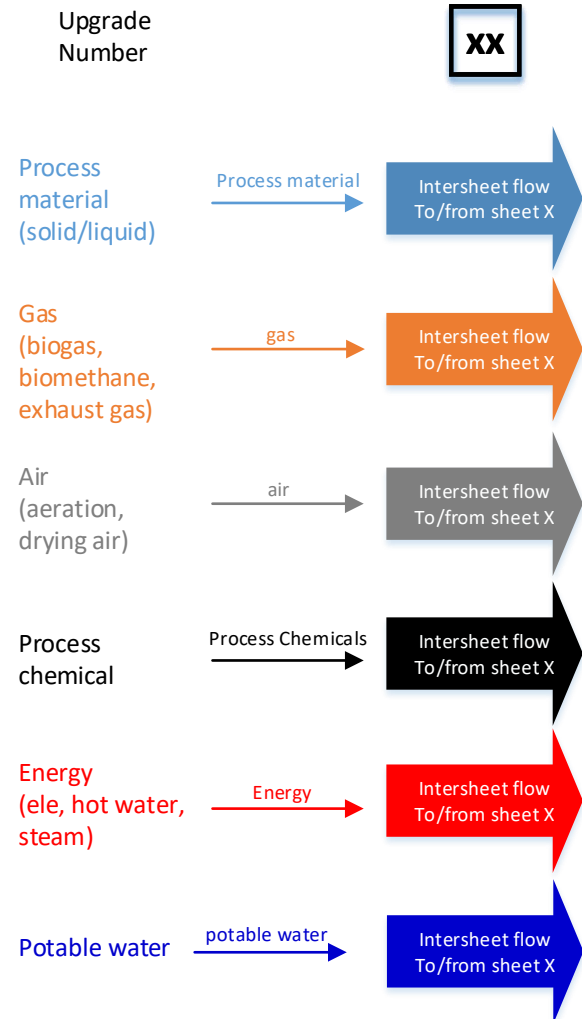 Upgrade
Number
XX
Process
material
(solid/liquid)
Process material
Intersheet flow
To/from sheet X
Gas
(biogas,
biomethane,
exhaust gas)
gas
Intersheet flow
To/from sheet X
Air
(aeration,
drying air)
air
Intersheet flow
To/from sheet X
Process
chemical
Process Chemicals
Intersheet flow
To/from sheet X
Energy
(ele, hot water,
steam)
Energy
Intersheet flow
To/from sheet X
Potable water
potable water
Intersheet flow
To/from sheet X